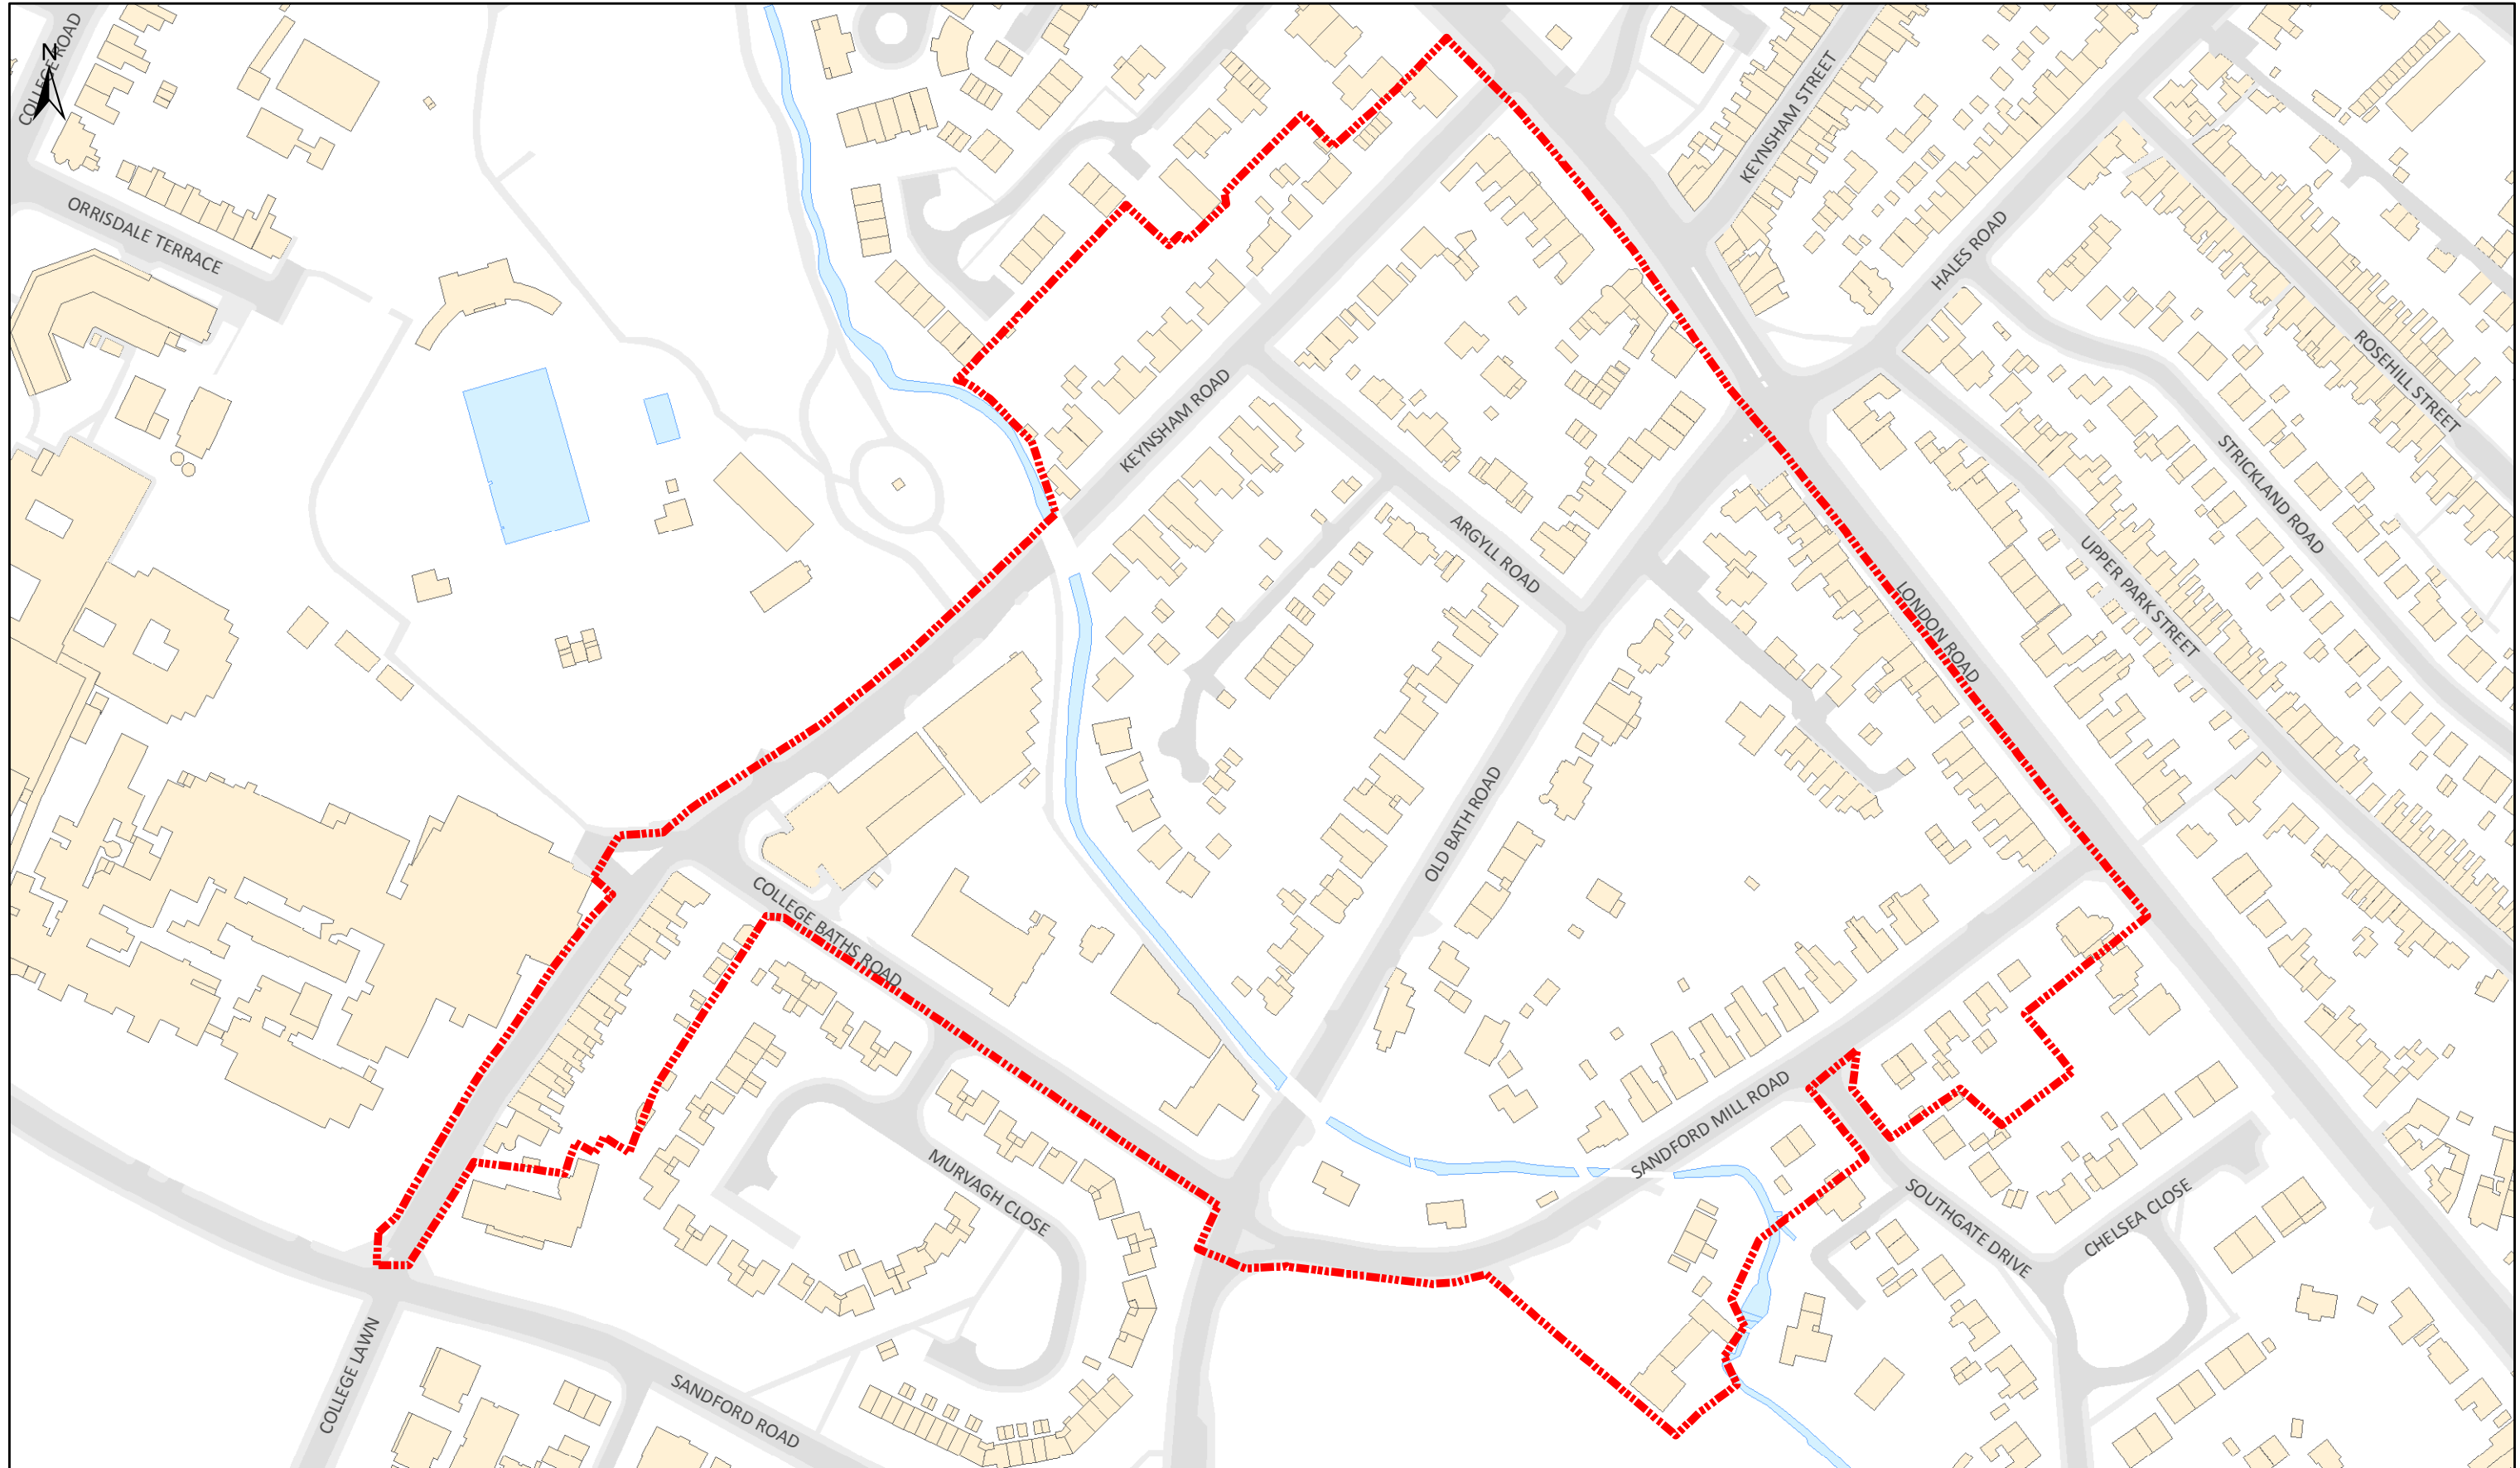 COLLEGE ROAD
N
ORRISDALE TERRACE
KEYNSHAM STREET
HALES ROAD
ROSEHILL STREET
STRICKLAND ROAD
UPPER PARK STREET
KEYNSHAM ROAD
ARGYLL ROAD
LONDON ROAD
OLD BATH ROAD
COLLEGE BATHS ROAD
SANDFORD MILL ROAD
MURVAGH CLOSE
SOUTHGATE DRIVE
CHELSEA CLOSE
COLLEGE LAWN
SANDFORD ROAD